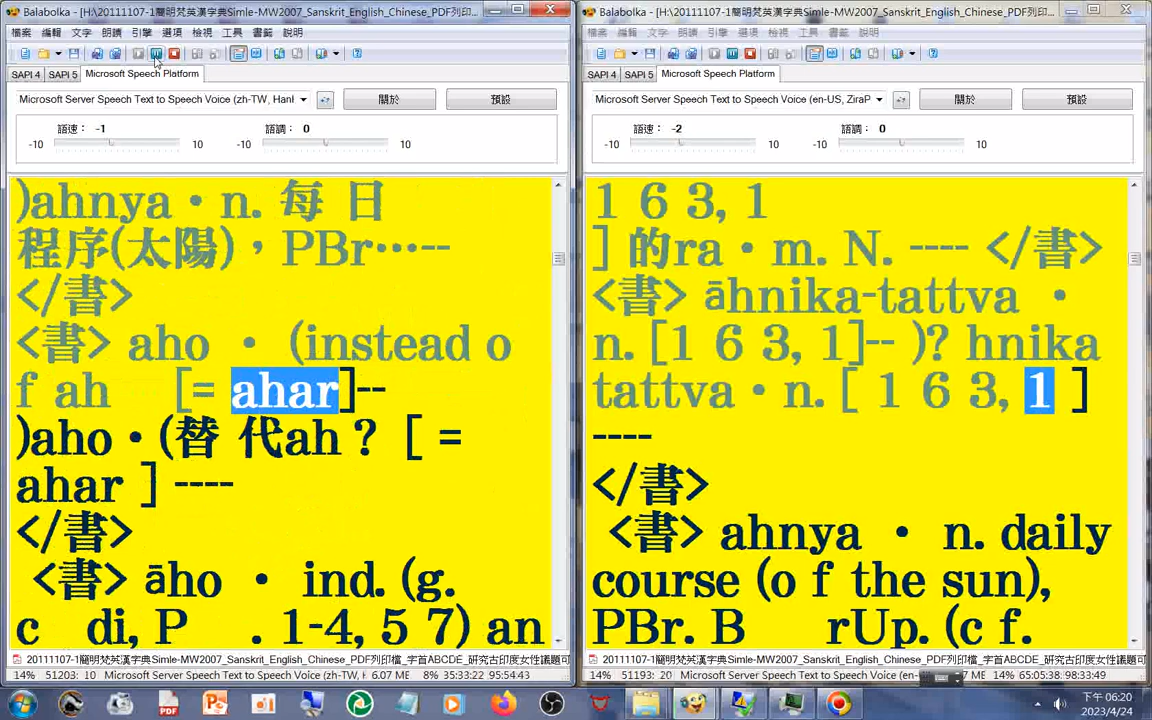 Balabolka - [H:\20111107-1簡明梵英漢字典Simle-MW2007_Sanskrit_English_Chinese_PDF列印...
檔案 編輯 文字 朗讀 引擎 選項 檢視 工具 書籤 說明
SAPI 4 SAPI 5 Microsoft Speech Platform
Microsoft Server Speech Text to Speech Voice (zh-TW, Hanl
關於 預設
語速： -1 語調： 0
-10 10 -10 10
)ahnya‧n. 每 日
程序(太陽)，PBr…--
</書>
<書> aho ‧ (instead o
f ah [= ahar]--
)aho‧(替 代ah？ [ =
ahar ] ----
</書>
<書> āho ‧ ind. (g.
c di, P . 1-4, 5 7) an
20111107-1簡明梵英漢字典Simle-MW2007_Sanskrit_English_Chinese_PDF列印檔_字首ABCDE_研究古印度女性議題可
14% 51203: 10 Microsoft Server Speech Text to Speech Voice (zh-TW, H 6.07 ME 8% 35:33:22 95:54:43
Balabolka - [H:\20111107-1簡明梵英漢字典Simle-MW2007_Sanskrit_English_Chinese_PDF列印...
檔案 編輯 文字 朗讀 引擎 選項 檢視 工具 書籤 說明
SAPI 4 SAPI 5 Microsoft Speech Platform
Microsoft Server Speech Text to Speech Voice (en-US, ZiraP
關於 預設
語速： -2 語調： 0
-10 10 -10 10
1 6 3, 1
] 的ra‧m. N. ---- </書>
<書> āhnika-tattva ‧
n. [1 6 3, 1]-- )? hnika
tattva‧n. [ 1 6 3, 1 ]
----
</書>
<書> ahnya ‧ n. daily
course (o f the sun),
PBr. B rUp. (c f.
20111107-1簡明梵英漢字典Simle-MW2007_Sanskrit_English_Chinese_PDF列印檔_字首ABCDE_研究古印度女性議題可
14% 51193: 20 Microsoft Server Speech Text to Speech Voice (en-U ME 14% 65:05:38 98:33:49
PDF
下午 06:20
2023/4/24